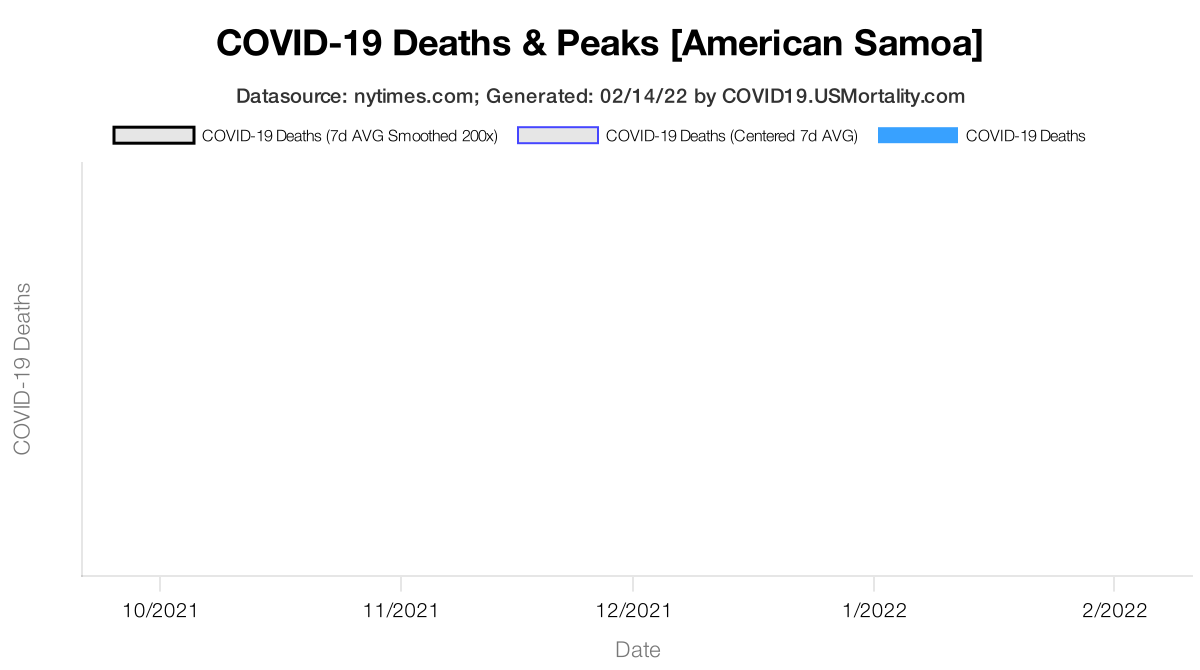 COVID-19 Deaths & Peaks [American Samoa]
Datasource: nytimes.com; Generated: 02/14/22 by COVID19.USMortality.com
COVID-19 Deaths (7d AVG Smoothed 200x) COVID-19 Deaths (Centered 7d AVG) COVID-19 Deaths
COVID-19 Deaths
10/2021 11/2021 12/2021 1/2022 2/2022
Date